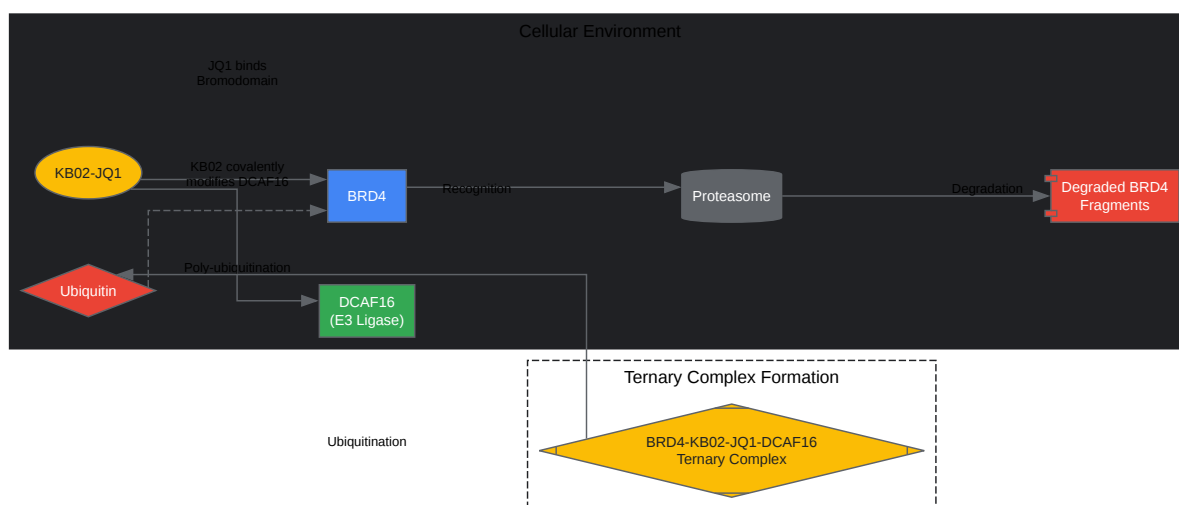 Cellular Environment
JQ1 binds
Bromodomain
KB02-JQ1
KB02 covalently
modifies DCAF16
BRD4
Recognition
Proteasome
Degradation
Degraded BRD4
Fragments
Poly-ubiquitination
Ubiquitin
DCAF16
(E3 Ligase)
Ternary Complex Formation
Ubiquitination
BRD4-KB02-JQ1-DCAF16
Ternary Complex